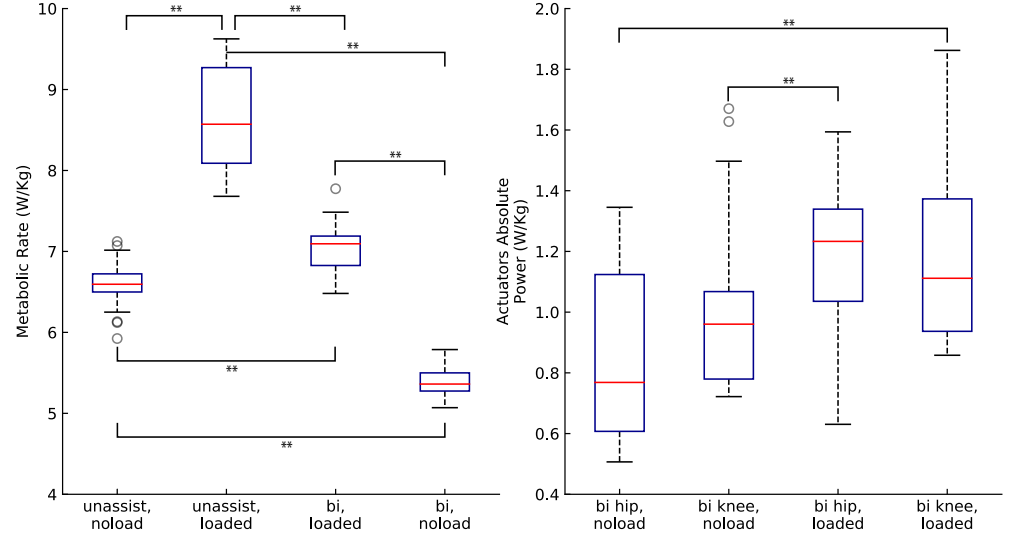 10
9
8
7
6
5
4
Metabolic Rate (W/Kg)
**
**
**
**
**
**
unassist,
noload
unassist,
loaded
bi,
loaded
bi,
noload
2.0
1.8
1.6
1.4
1.2
1.0
0.8
0.6
0.4
Actuators Absolute
Power (W/Kg)
**
**
bi hip,
noload
bi knee,
noload
bi hip,
loaded
bi knee,
loaded